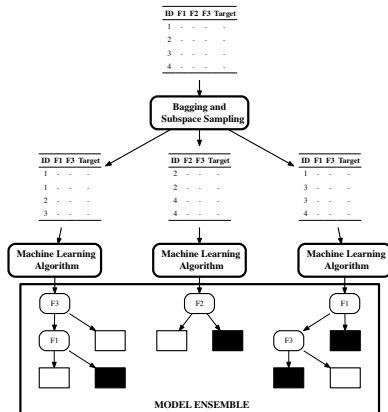 ID F1 F2 F3 Target
1 - - - -
2 - - - -
3 - - - -
4 - - - -
Bagging and
Subspace Sampling
ID F1 F3 Target
1 - - -
1 - - -
2 - - -
3 - - -
ID F2 F3 Target
2 - - -
2 - - -
4 - - -
4 - - -
ID F1 F3 Target
1 - - -
3 - - -
3 - - -
4 - - -
Machine Learning
Algorithm
Machine Learning
Algorithm
Machine Learning
Algorithm
F3
F2
F1
F1
F3
MODEL ENSEMBLE